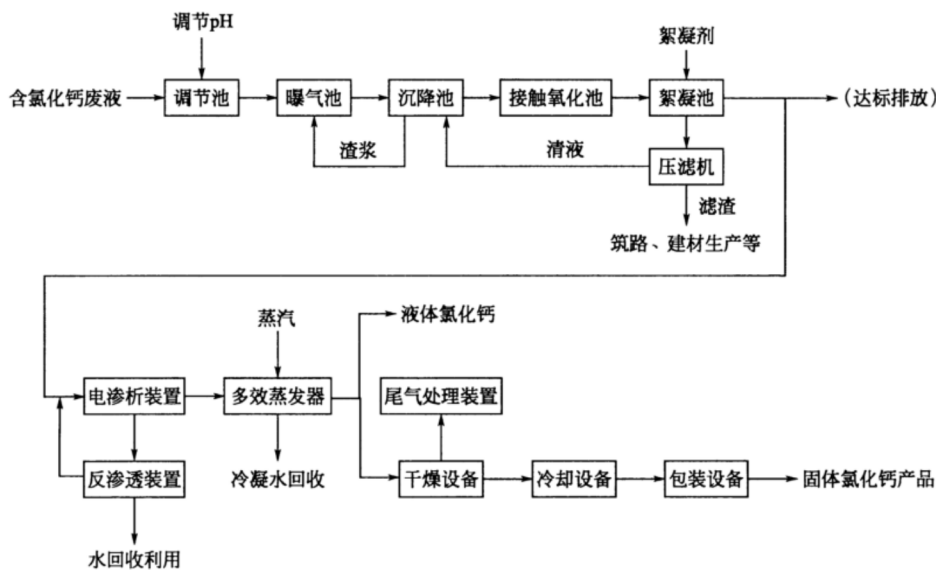 调节pH
絮凝剂
含氯化钙废液
调节池
曝气池
沉降池
接触氧化池
絮凝池
(达标排放)
渣浆
清液
压滤机
滤渣
筑路、建材生产等
蒸汽
液体氯化钙
电渗析装置
多效蒸发器
尾气处理装置
反渗透装置
冷凝水回收
干燥设备
冷却设备
包装设备
固体氯化钙产品
水回收利用